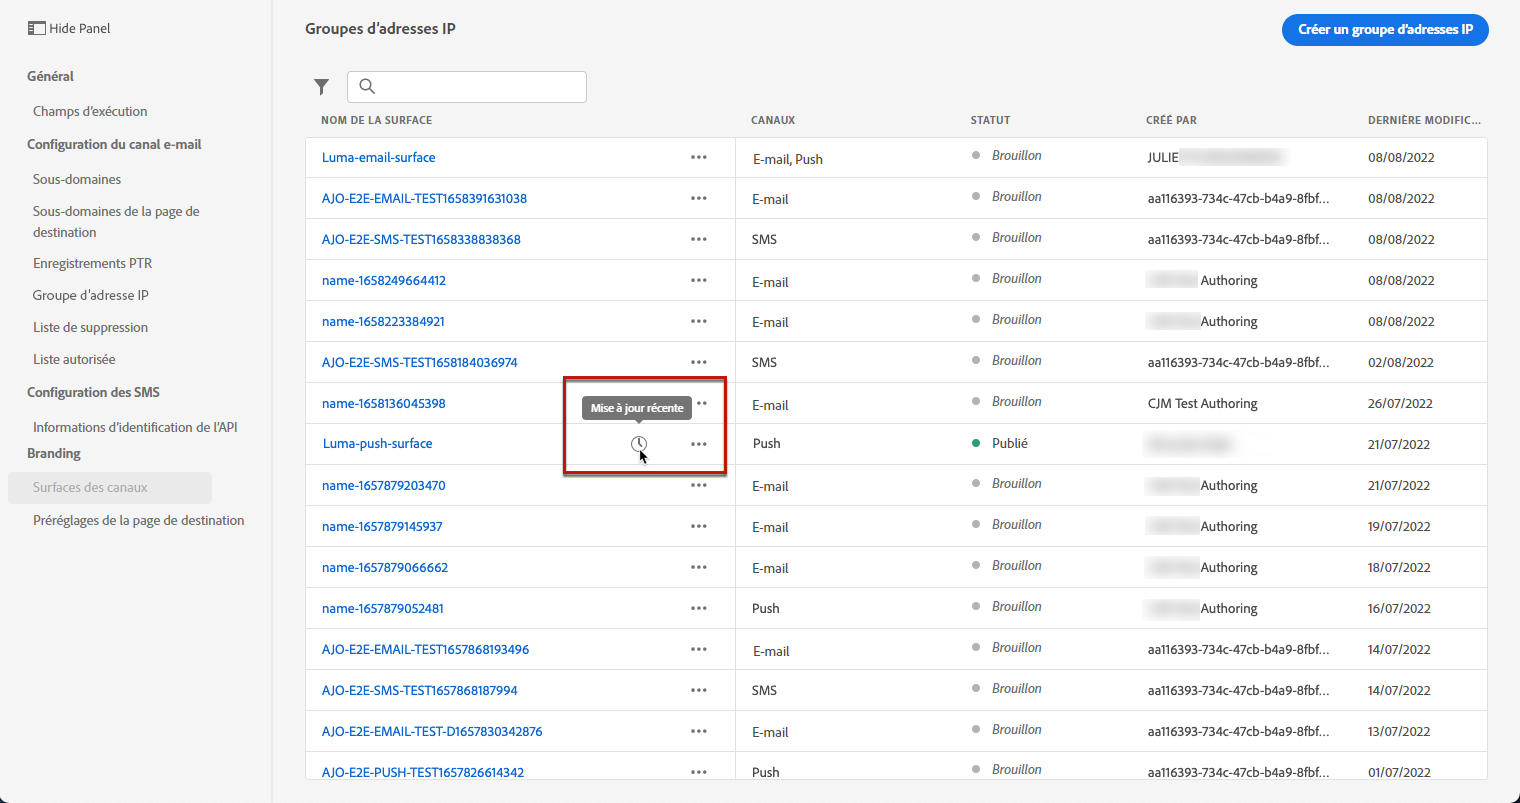 Hide Panel
Général
Champs d'exécution
Configuration du canal e-mail
Sous-domaines
Sous-domaines de la page de
destination
Enregistrements PTR
Groupe d'adresse IP
Liste de suppression
Liste autorisée
Configuration des SMS
Informations d'identification de l'API
Branding
Surfaces des canaux
Préréglages de la page de destination
Groupes d'adresses IP
Créer un groupe d'adresses IP
NOM DE LA SURFACE CANAUX STATUT CRÉÉ PAR DERNIÈRE MODIFIC...
Luma-email-surface ••• E-mail, Push Brouillon JULIE 08/08/2022
AJO-E2E-EMAIL-TEST1658391631038 ••• E-mail Brouillon aa116393-734c-47cb-b4a9-8fbf... 08/08/2022
AJO-E2E-SMS-TEST1658338838368 ••• SMS Brouillon aa116393-734c-47cb-b4a9-8fbf... 08/08/2022
name-1658249664412 ••• E-mail Brouillon Authoring 08/08/2022
name-1658223384921 ••• E-mail Brouillon Authoring 08/08/2022
AJO-E2E-SMS-TEST1658184036974 ••• SMS Brouillon aa116393-734c-47cb-b4a9-8fbf... 02/08/2022
name-1658136045398 Mise à jour récente •• E-mail Brouillon CJM Test Authoring 26/07/2022
Luma-push-surface ••• Push Publié 21/07/2022
name-1657879203470 ••• E-mail Brouillon Authoring 21/07/2022
name-1657879145937 ••• E-mail Brouillon Authoring 19/07/2022
name-1657879066662 ••• E-mail Brouillon Authoring 18/07/2022
name-1657879052481 ••• Push Brouillon Authoring 16/07/2022
AJO-E2E-EMAIL-TEST1657868193496 ••• E-mail Brouillon aa116393-734c-47cb-b4a9-8fbf... 14/07/2022
AJO-E2E-SMS-TEST1657868187994 ••• SMS Brouillon aa116393-734c-47cb-b4a9-8fbf... 14/07/2022
AJO-E2E-EMAIL-TEST-D1657830342876 ••• E-mail Brouillon aa116393-734c-47cb-b4a9-8fbf... 13/07/2022
AJO-E2E-PUSH-TEST1657826614342 ••• Push Brouillon aa116393-734c-47cb-b4a9-8fbf... 01/07/2022